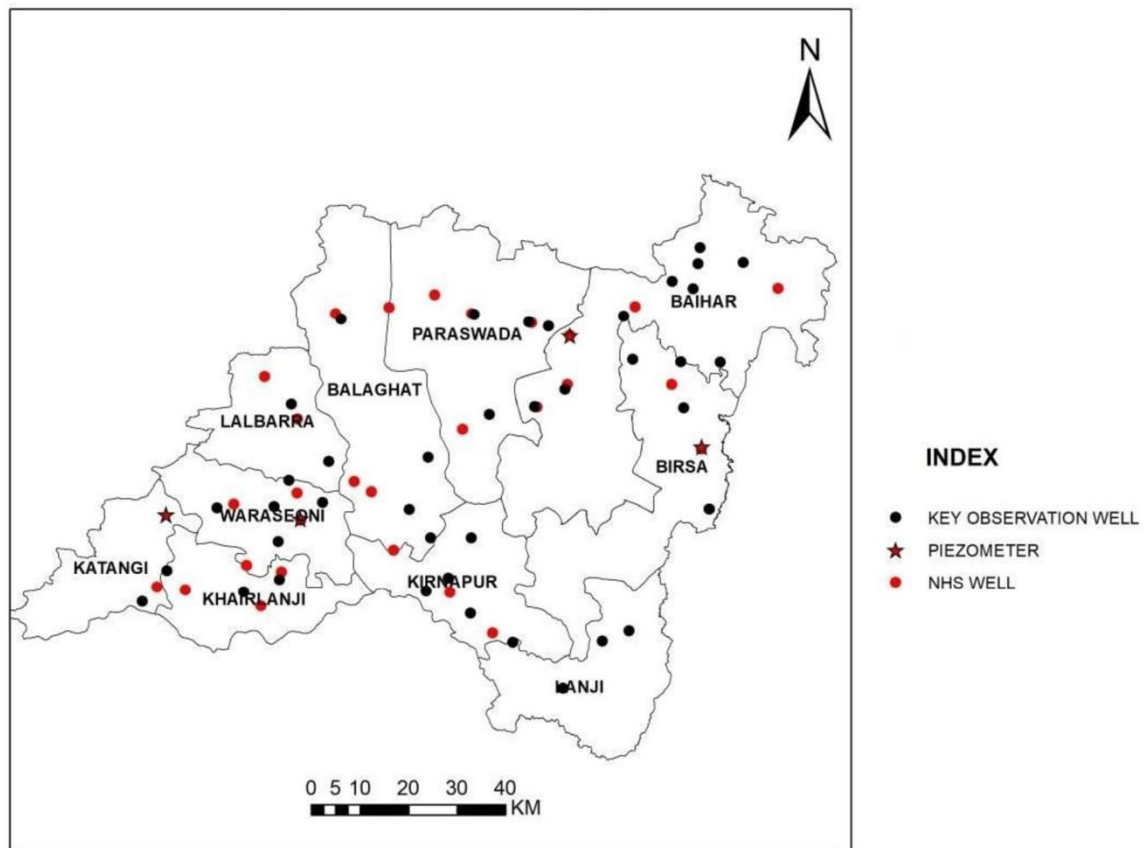 N
BAIHAR
PARASWADA
BALAGHAT
LALBARRA
BIRSA
WARASEONI
KATANGI
KIRNAPUR
KHAIRLANJI
LANJI
0 5 10 20 30 40
KM
INDEX
KEY OBSERVATION WELL
PIEZOMETER
NHS WELL